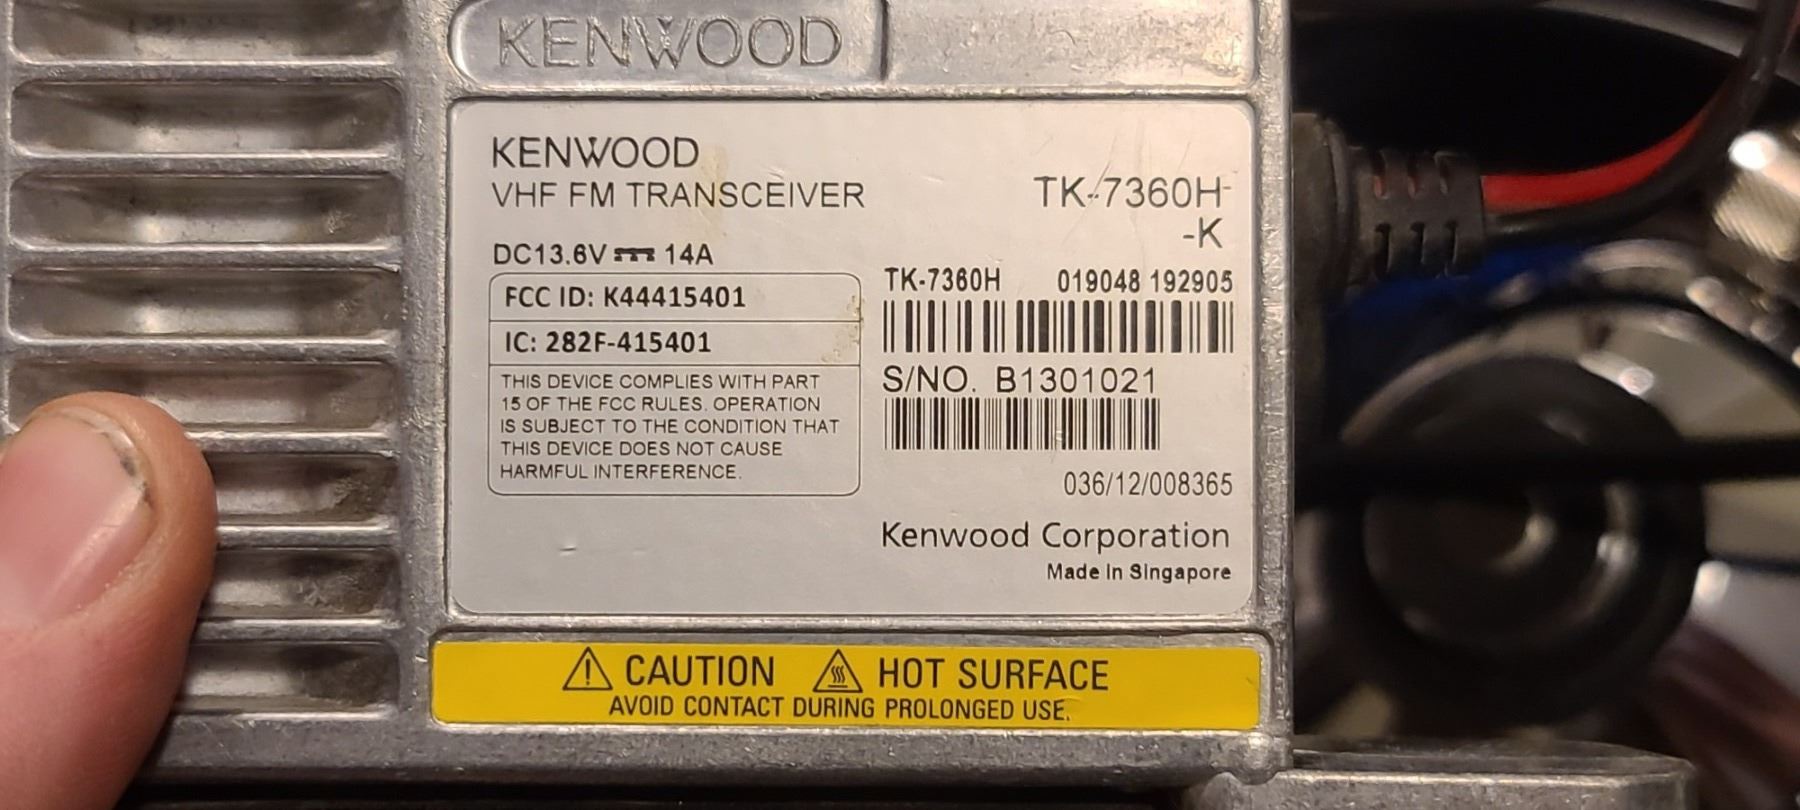 KENWOOD
KENWOOD
VHF FM TRANSCEIVER
TK-7360H
-K
DC13.6V ⎓ 14A
FCC ID: K44415401
IC: 282F-415401
THIS DEVICE COMPLIES WITH PART
15 OF THE FCC RULES. OPERATION
IS SUBJECT TO THE CONDITION THAT
THIS DEVICE DOES NOT CAUSE
HARMFUL INTERFERENCE.
TK-7360H 019048 192905
S/NO. B1301021
036/12/008365
Kenwood Corporation
Made In Singapore
CAUTION HOT SURFACE
AVOID CONTACT DURING PROLONGED USE.